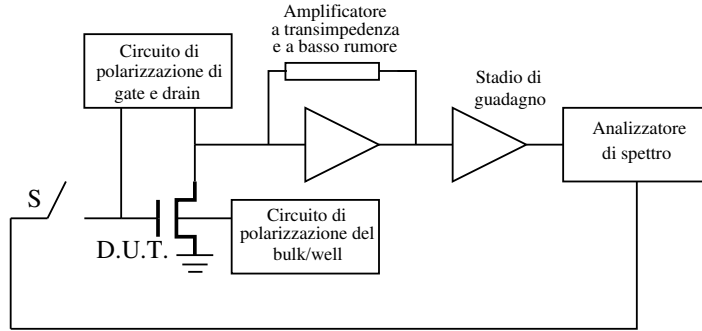 Amplificatore
a transimpedenza
e a basso rumore
Circuito di
polarizzazione di
gate e drain
Stadio di
guadagno
Analizzatore
di spettro
S
D.U.T.
Circuito di
polarizzazione del
bulk/well